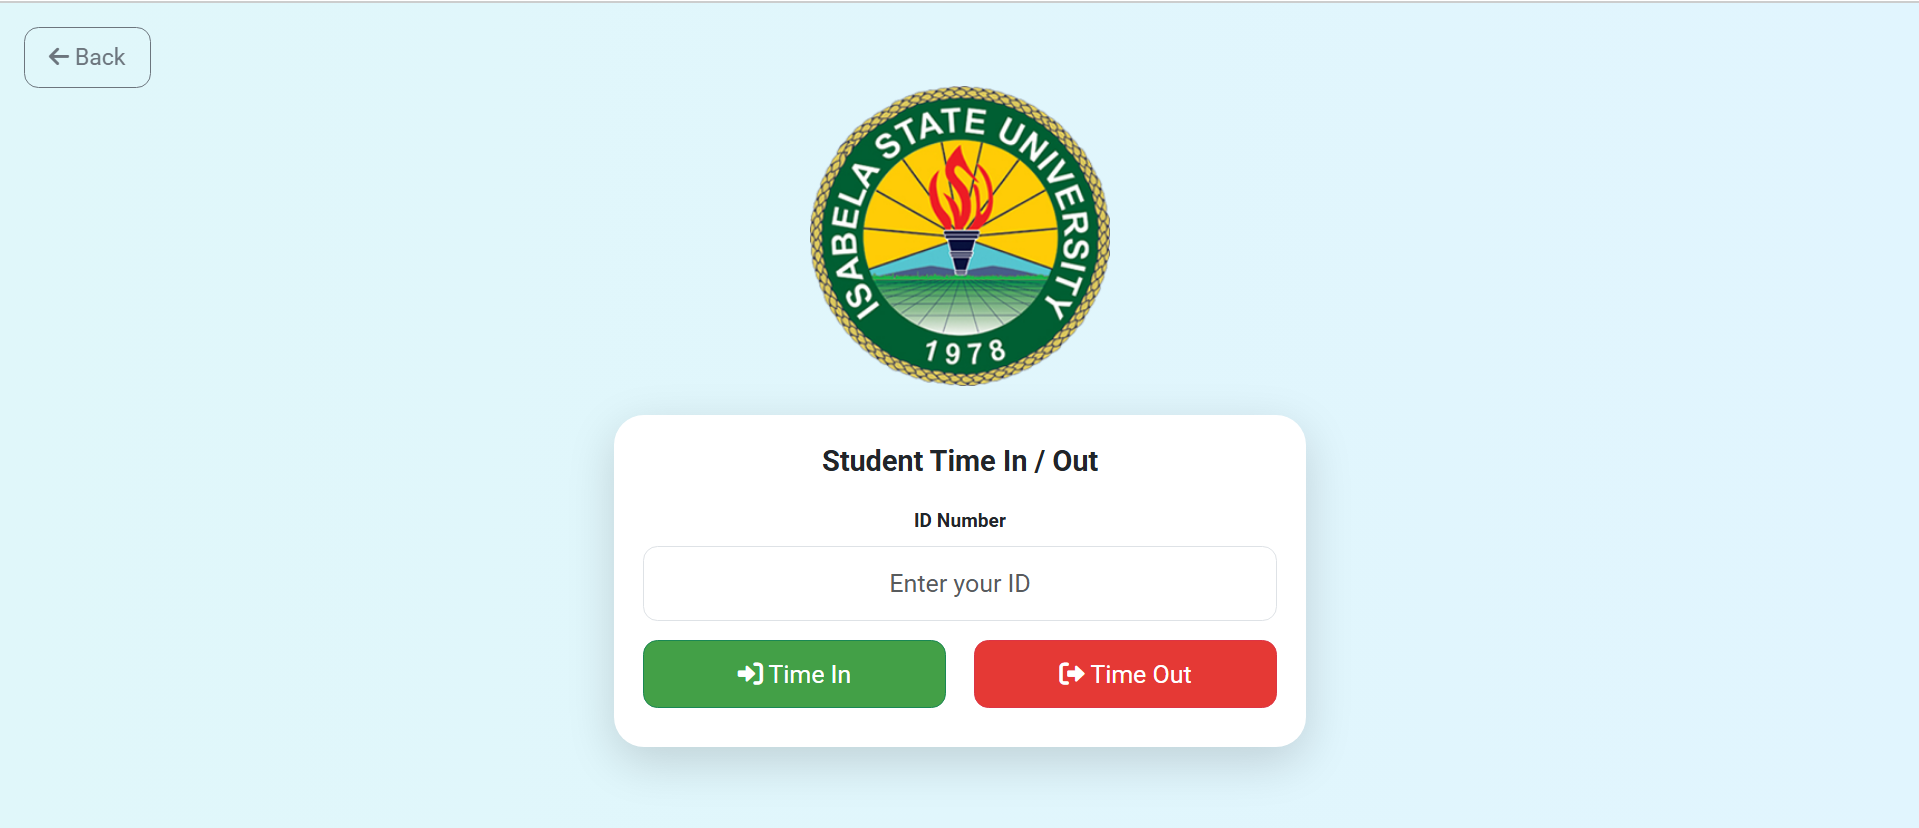 Back
ISABELA STATE UNIVERSITY
1978
Student Time In / Out
ID Number
Enter your ID
Time In
Time Out